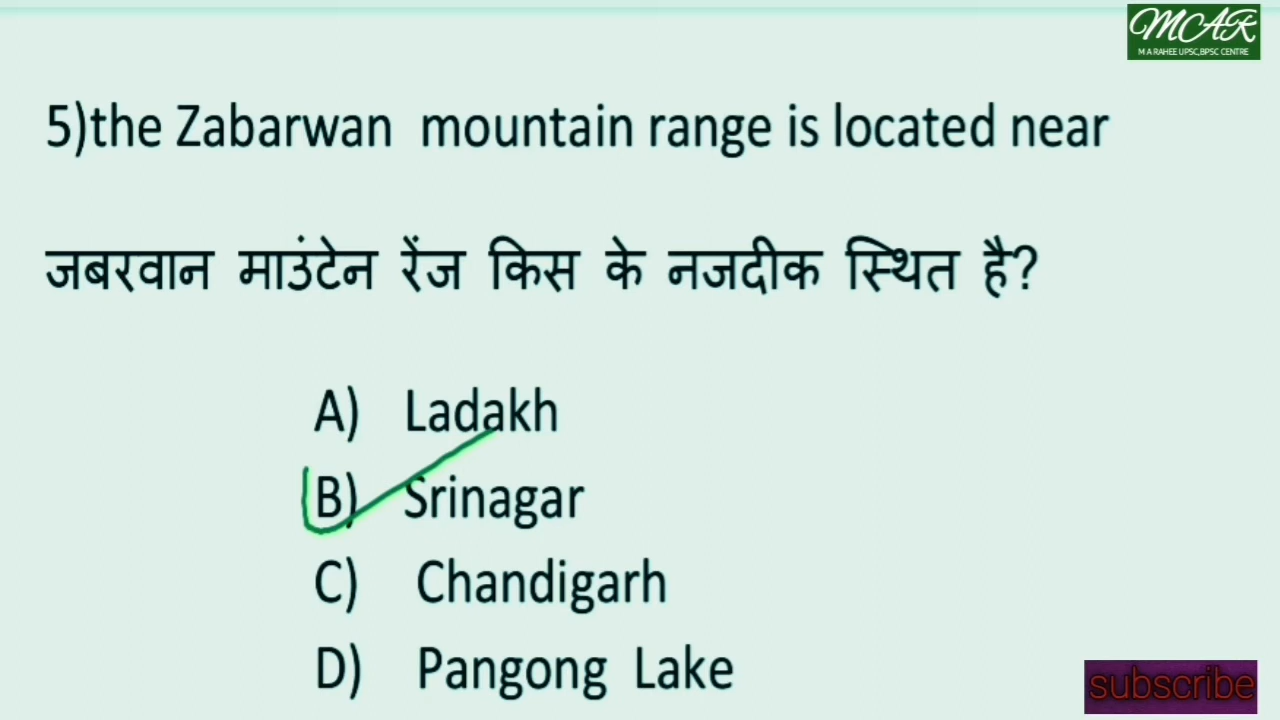 MCAR
M A RAHEE UPSC,BPSC CENTRE
5)the Zabarwan mountain range is located near
जबरवान माउंटेन रेंज किस के नजदीक स्थित है?
A) Ladakh
B) Srinagar
C) Chandigarh
D) Pangong Lake
subscribe